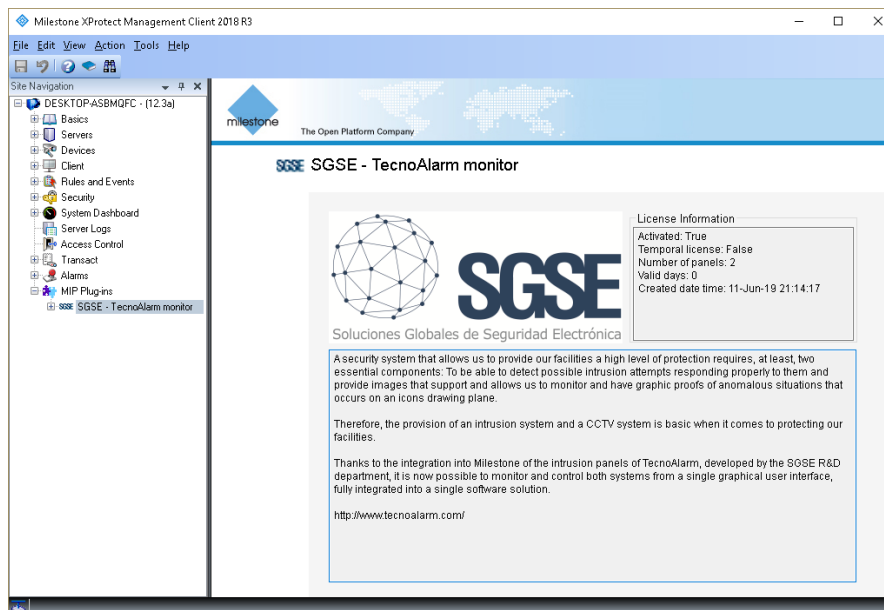 Milestone XProtect Management Client 2018 R3
File Edit View Action Tools Help
Site Navigation
DESKTOP-ASBMQFC - (12.3a)
Basics
Servers
Devices
Client
Rules and Events
Security
System Dashboard
Server Logs
Access Control
Transact
Alarms
MIP Plug-ins
SGSE SGSE - TecnoAlarm monitor
milestone
The Open Platform Company
SGSE SGSE - TecnoAlarm monitor
SGSE
Soluciones Globales de Seguridad Electrónica
License Information
Activated: True
Temporal license: False
Number of panels: 2
Valid days: 0
Created date time: 11-Jun-19 21:14:17
A security system that allows us to provide our facilities a high level of protection requires, at least, two
essential components: To be able to detect possible intrusion attempts responding properly to them and
provide images that support and allows us to monitor and have graphic proofs of anomalous situations that
occurs on an icons drawing plane.
Therefore, the provision of an intrusion system and a CCTV system is basic when it comes to protecting our
facilities.
Thanks to the integration into Milestone of the intrusion panels of TecnoAlarm, developed by the SGSE R&D
department, it is now possible to monitor and control both systems from a single graphical user interface,
fully integrated into a single software solution.
http://www.tecnoalarm.com/